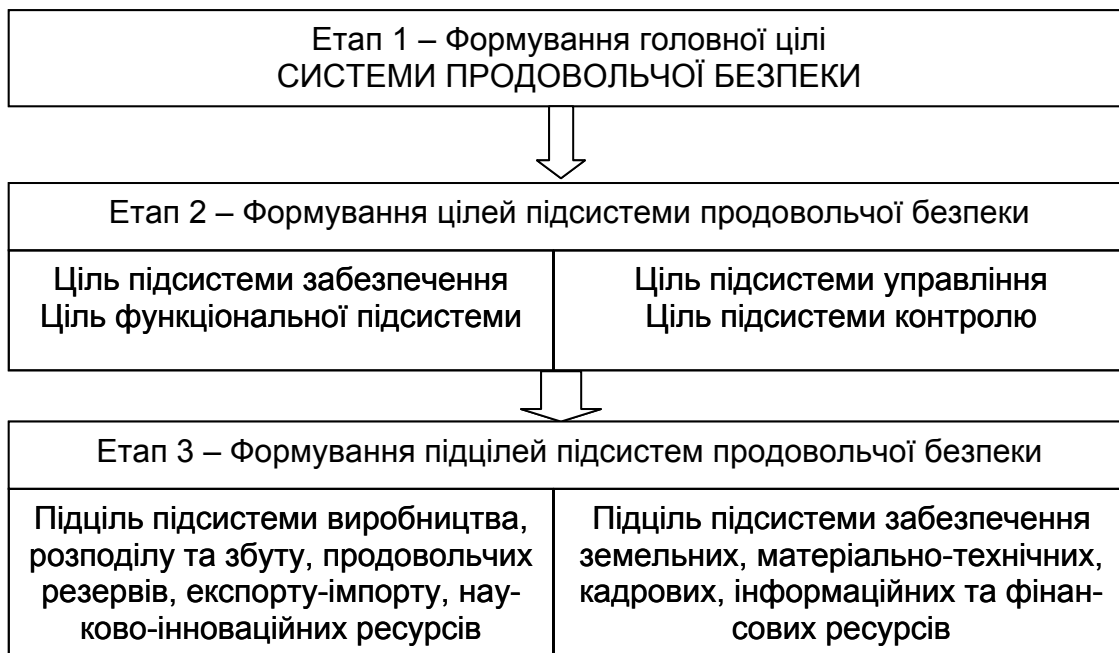 Етап 1 – Формування головної цілі
СИСТЕМИ ПРОДОВОЛЬЧОЇ БЕЗПЕКИ
Етап 2 – Формування цілей підсистеми продовольчої безпеки
Ціль підсистеми забезпечення
Ціль функціональної підсистеми
Ціль підсистеми управління
Ціль підсистеми контролю
Етап 3 – Формування підцілей підсистем продовольчої безпеки
Підціль підсистеми виробництва,
розподілу та збуту, продовольчих
резервів, експорту-імпорту, нау-
ково-інноваційних ресурсів
Підціль підсистеми забезпечення
земельних, матеріально-технічних,
кадрових, інформаційних та фінан-
сових ресурсів